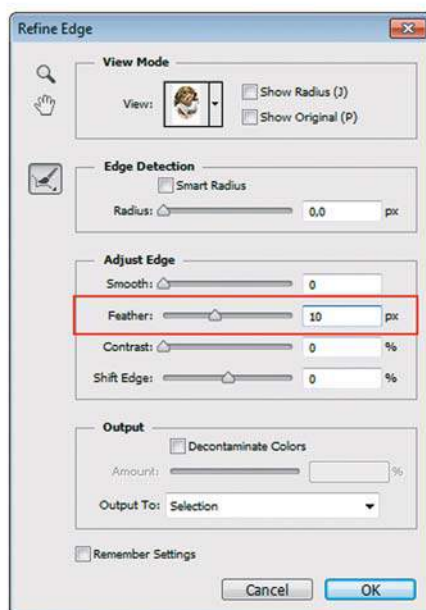 Refine Edge
View Mode
View:
Show Radius (J)
Show Original (P)
Edge Detection
Smart Radius
Radius: 0,0 px
Adjust Edge
Smooth: 0
Feather: 10 px
Contrast: 0 %
Shift Edge: 0 %
Output
Decontaminate Colors
Amount: %
Output To: Selection
Remember Settings
Cancel OK